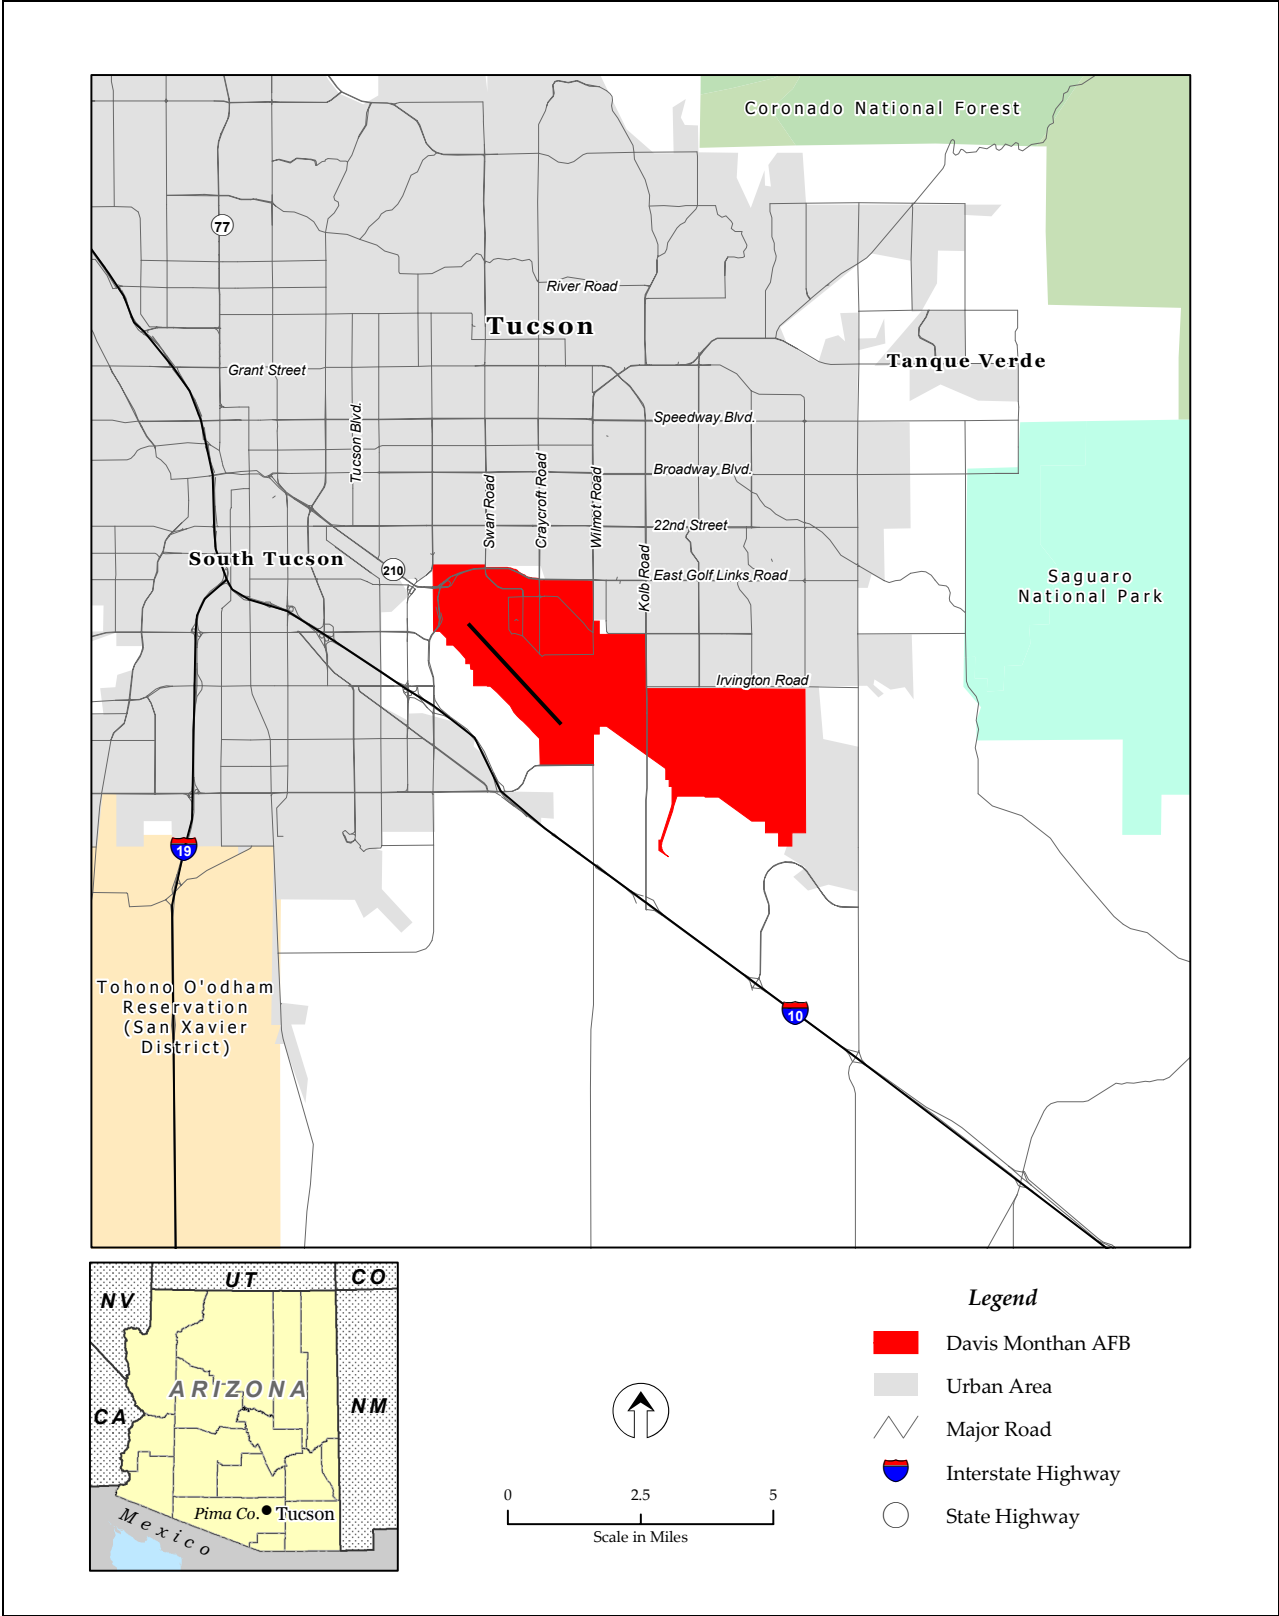 Coronado National Forest
77
River Road
Tucson
Tanque Verde
Grant Street
Tucson Blvd.
Speedway Blvd.
Broadway Blvd.
Swan Road
Craycroft Road
Wilmot Road
22nd Street
South Tucson
210
Kolb Road
East Golf Links Road
Saguaro
National Park
Irvington Road
19
Tohono O'odham
Reservation
(San Xavier
District)
10
NV
UT
CO
ARIZONA
CA
NM
Pima Co.
Tucson
Mexico
0
2.5
5
Scale in Miles
Legend
Davis Monthan AFB
Urban Area
Major Road
Interstate Highway
State Highway